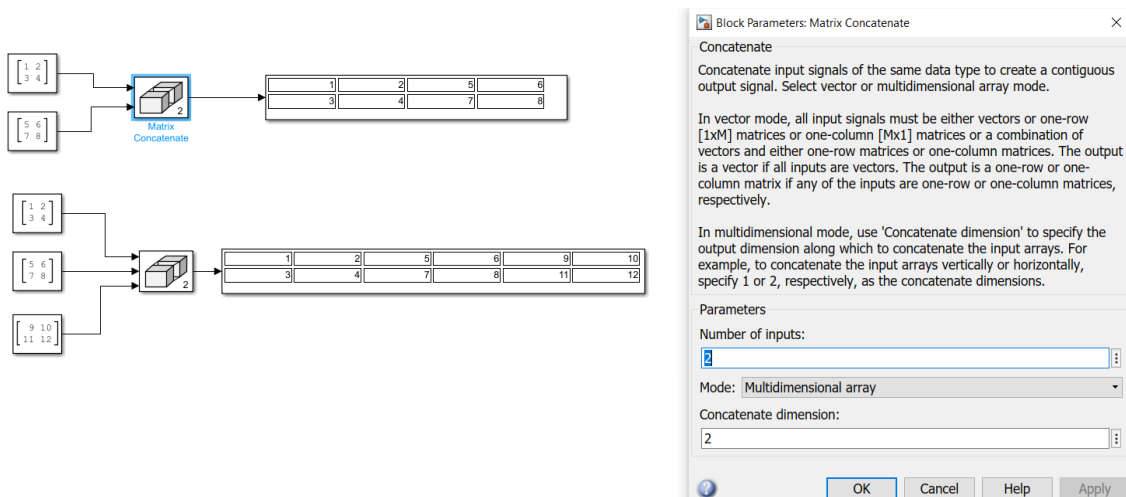 1 2
3 4
5 6
7 8
2
Matrix
Concatenate
1 2 5 6
3 4 7 8
1 2
3 4
5 6
7 8
9 10
11 12
2
1 2 5 6 9 10
3 4 7 8 11 12
Block Parameters: Matrix Concatenate
Concatenate
Concatenate input signals of the same data type to create a contiguous
output signal. Select vector or multidimensional array mode.
In vector mode, all input signals must be either vectors or one-row
[1xM] matrices or one-column [Mx1] matrices or a combination of
vectors and either one-row matrices or one-column matrices. The output
is a vector if all inputs are vectors. The output is a one-row or one-
column matrix if any of the inputs are one-row or one-column matrices,
respectively.
In multidimensional mode, use 'Concatenate dimension' to specify the
output dimension along which to concatenate the input arrays. For
example, to concatenate the input arrays vertically or horizontally,
specify 1 or 2, respectively, as the concatenate dimensions.
Parameters
Number of inputs:
2
Mode: Multidimensional array
Concatenate dimension:
2
OK Cancel Help Apply